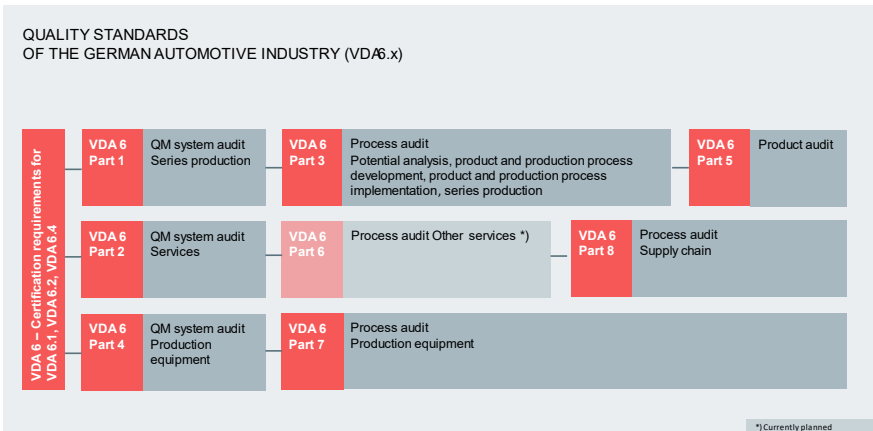 QUALITY STANDARDS
OF THE GERMAN AUTOMOTIVE INDUSTRY (VDA6.x)
VDA 6 – Certification requirements for
VDA 6.1, VDA 6.2, VDA 6.4
VDA 6
Part 1
QM system audit
Series production
VDA 6
Part 3
Process audit
Potential analysis, product and production process
development, product and production process
implementation, series production
VDA 6
Part 5
Product audit
VDA 6
Part 2
QM system audit
Services
VDA 6
Part 6
Process audit Other services *)
VDA 6
Part 8
Process audit
Supply chain
VDA 6
Part 4
QM system audit
Production
equipment
VDA 6
Part 7
Process audit
Production equipment
*) Currently planned